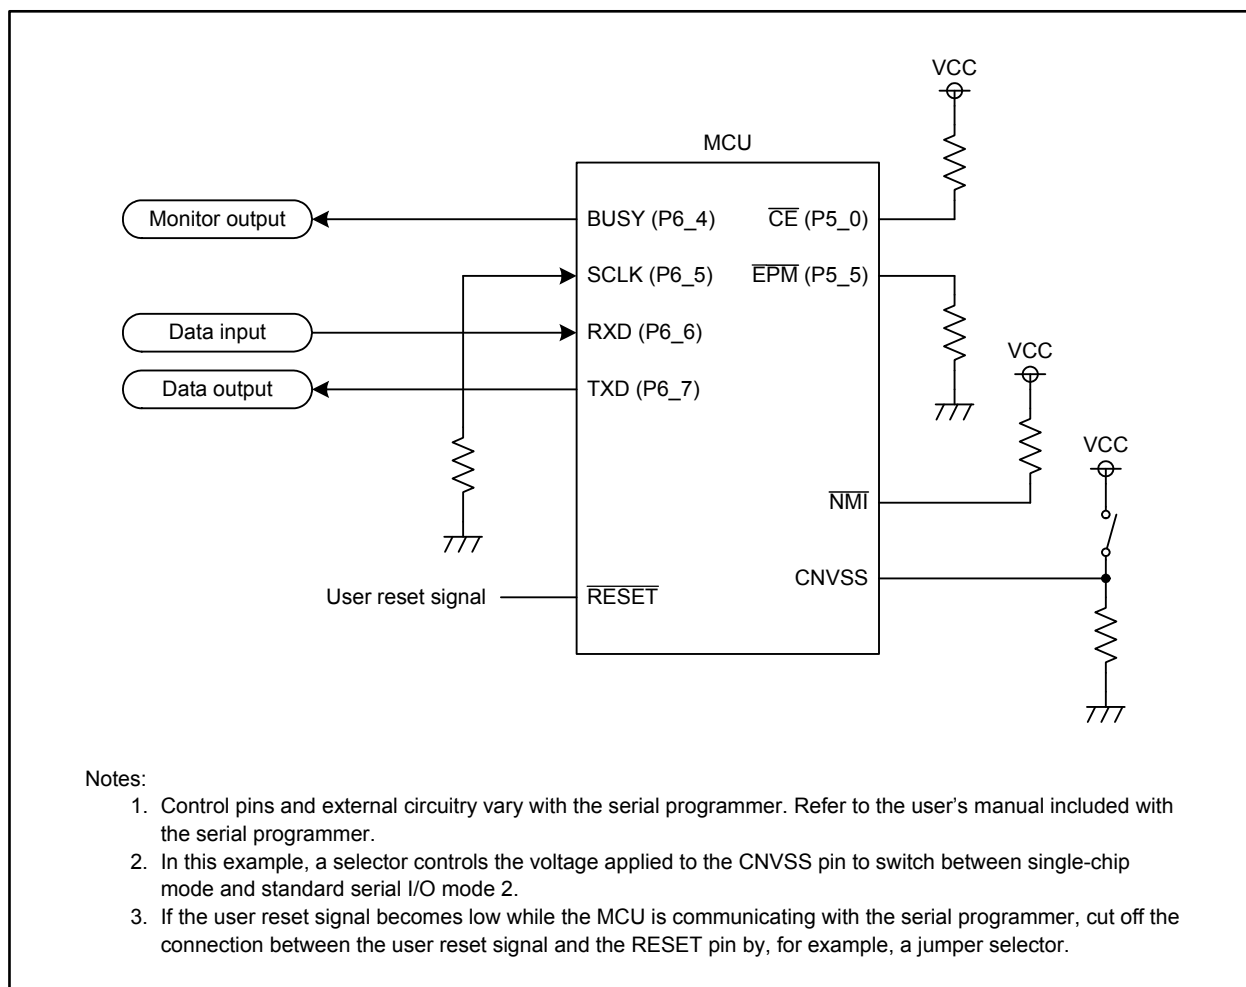 VCC
MCU
Monitor output
BUSY (P6_4)
CE (P5_0)
SCLK (P6_5)
EPM (P5_5)
Data input
RXD (P6_6)
VCC
Data output
TXD (P6_7)
VCC
NMI
CNVSS
User reset signal
RESET
Notes:
1. Control pins and external circuitry vary with the serial programmer. Refer to the user's manual included with
the serial programmer.
2. In this example, a selector controls the voltage applied to the CNVSS pin to switch between single-chip
mode and standard serial I/O mode 2.
3. If the user reset signal becomes low while the MCU is communicating with the serial programmer, cut off the
connection between the user reset signal and the RESET pin by, for example, a jumper selector.